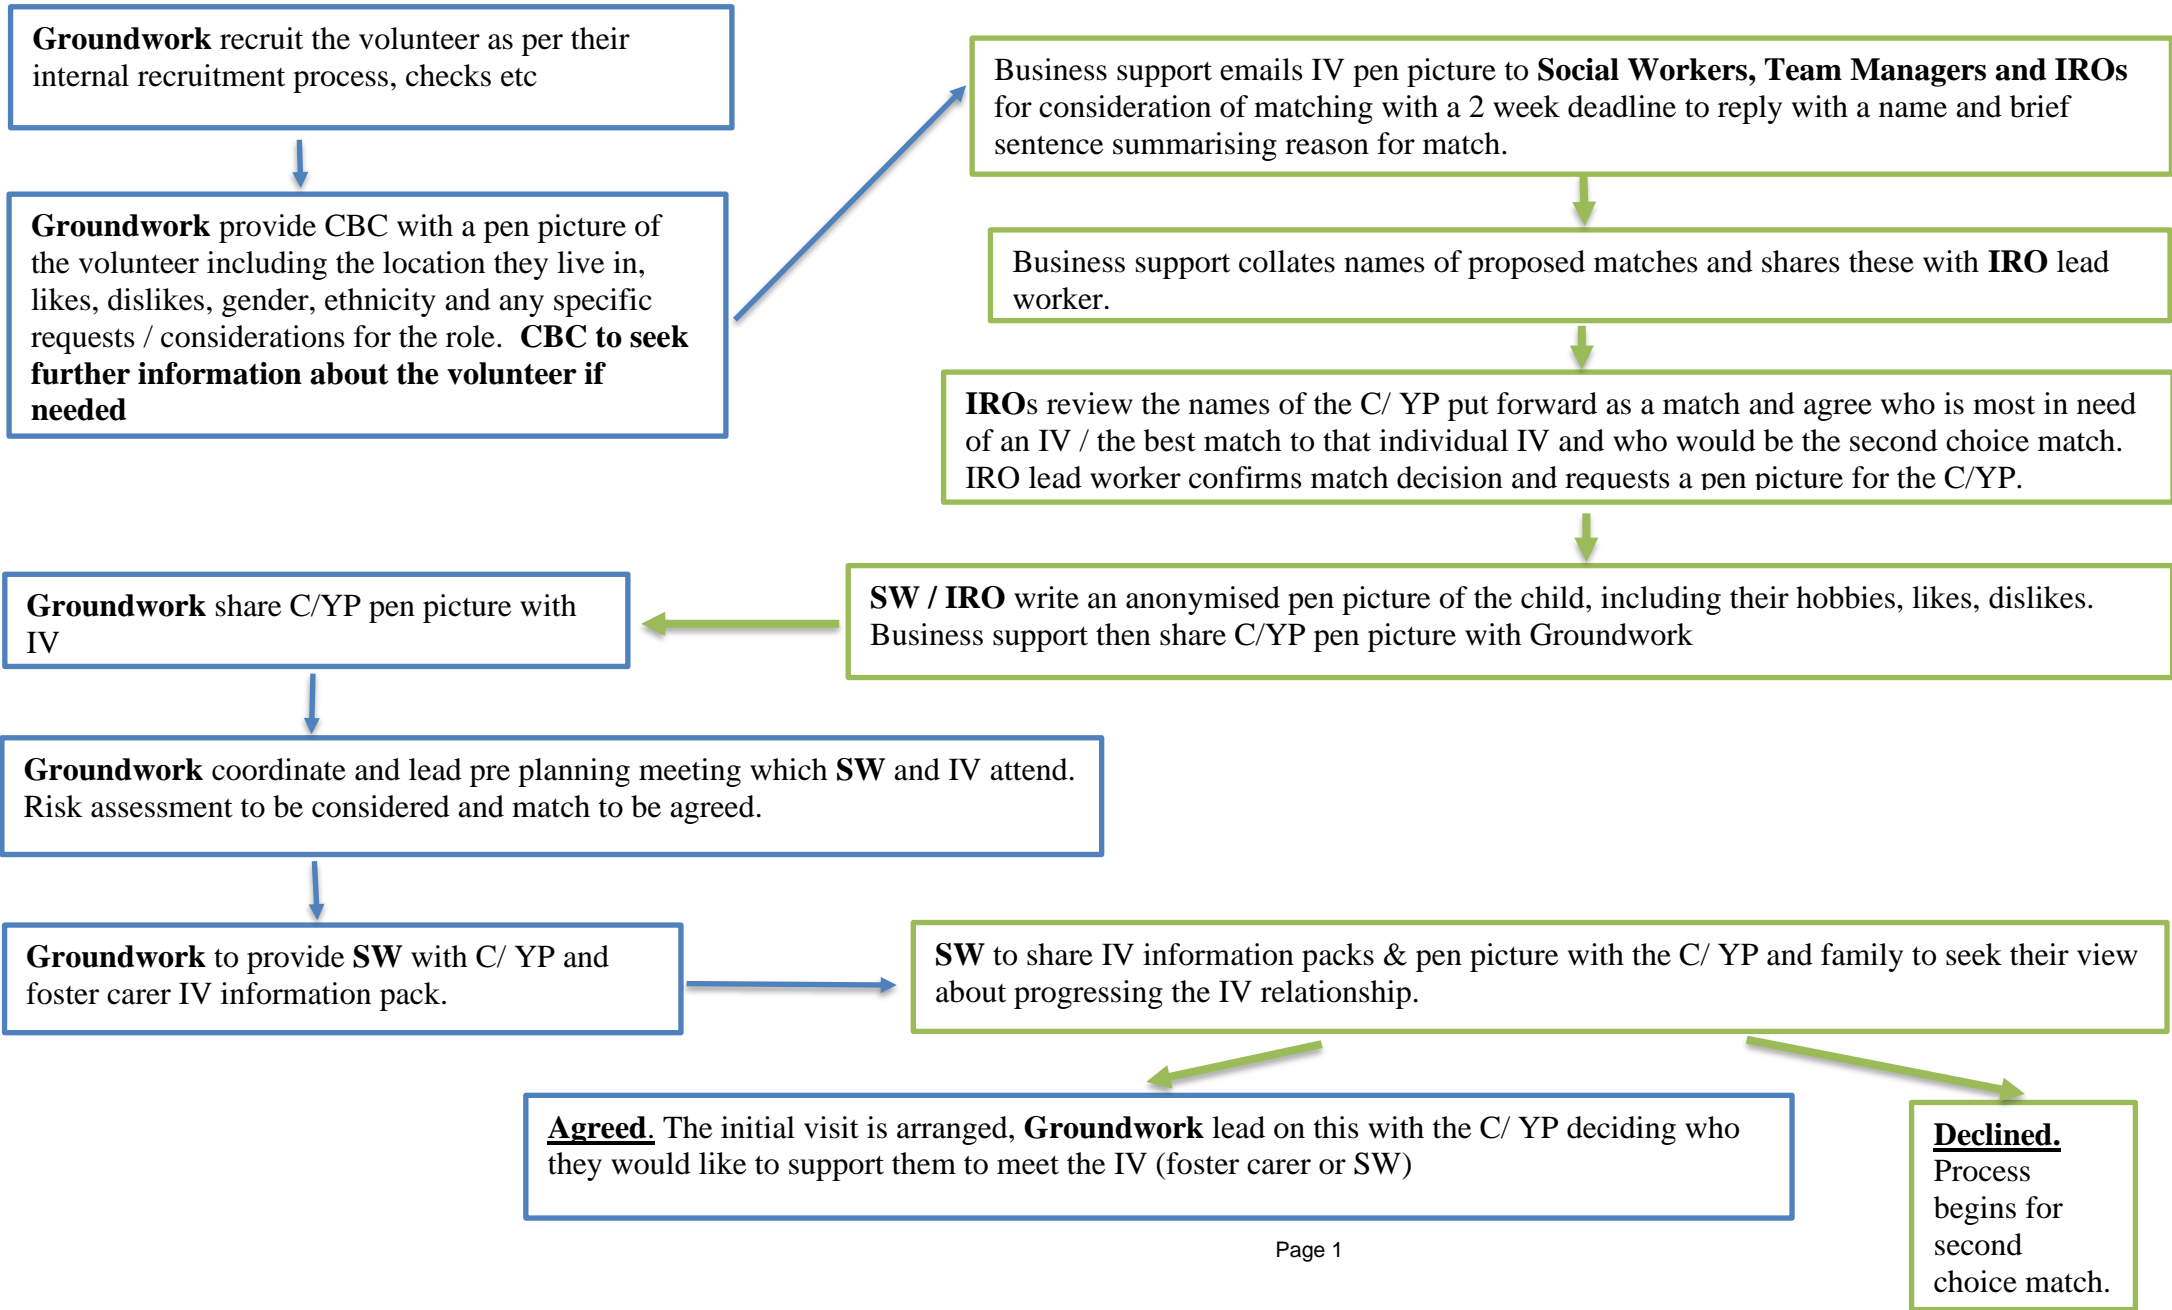 Groundwork recruit the volunteer as per their
internal recruitment process, checks etc
Groundwork provide CBC with a pen picture of
the volunteer including the location they live in,
likes, dislikes, gender, ethnicity and any specific
requests / considerations for the role.  CBC to seek
further information about the volunteer if
needed
Business support emails IV pen picture to Social Workers, Team Managers and IROs
for consideration of matching with a 2 week deadline to reply with a name and brief
sentence summarising reason for match.
Business support collates names of proposed matches and shares these with IRO lead
worker.
IROs review the names of the C/ YP put forward as a match and agree who is most in need
of an IV / the best match to that individual IV and who would be the second choice match.
IRO lead worker confirms match decision and requests a pen picture for the C/YP.
SW / IRO write an anonymised pen picture of the child, including their hobbies, likes, dislikes.
Business support then share C/YP pen picture with Groundwork
Groundwork share C/YP pen picture with
IV
Groundwork coordinate and lead pre planning meeting which SW and IV attend.
Risk assessment to be considered and match to be agreed.
Groundwork to provide SW with C/ YP and
foster carer IV information pack.
SW to share IV information packs & pen picture with the C/ YP and family to seek their view
about progressing the IV relationship.
Agreed. The initial visit is arranged, Groundwork lead on this with the C/ YP deciding who
they would like to support them to meet the IV (foster carer or SW)
Declined.
Process
begins for
second
choice match.
Page 1